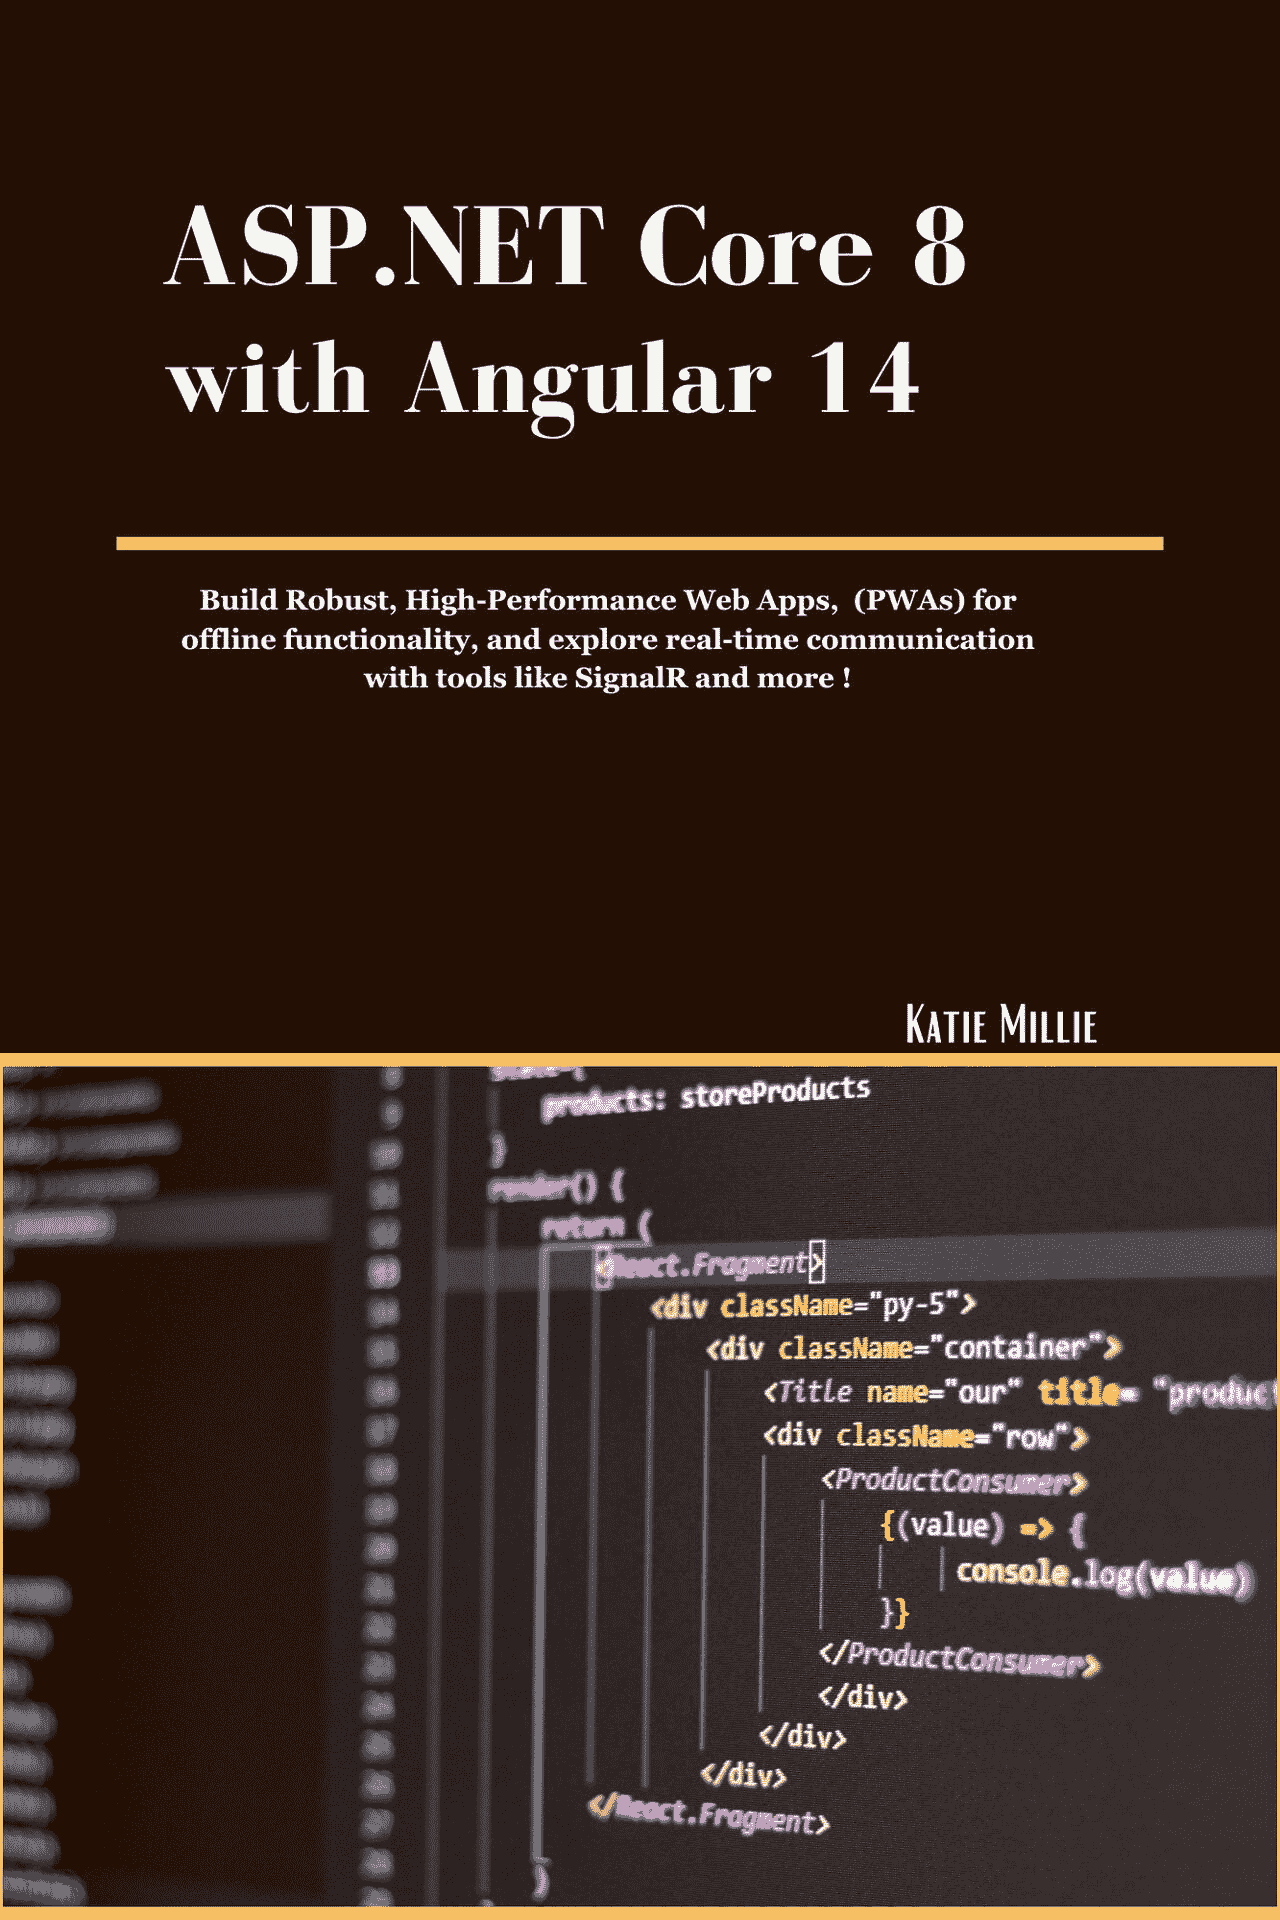 ASP.NET Core 8
with Angular 14
Build Robust, High-Performance Web Apps, (PWAs) for
offline functionality, and explore real-time communication
with tools like SignalR and more !
KATIE MILLIE
products: storeProducts
}
render() {
return (
<React.Fragment>
<div className="py-5">
<div className="container">
<Title name="our" title= "product
<div className="row">
<ProductConsumer>
{(value) => {
console.log(value)
}}
</ProductConsumer>
</div>
</div>
</div>
</React.Fragment>
)